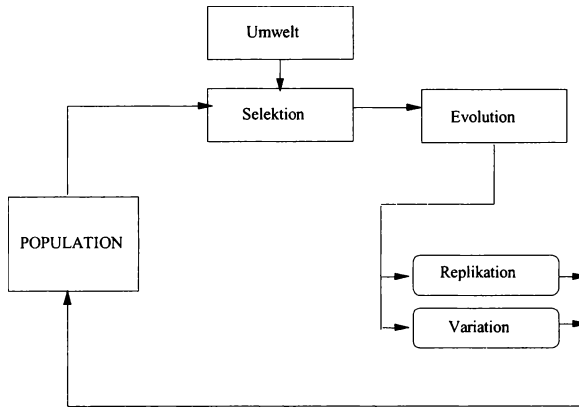 Umwelt
Selektion
Evolution
POPULATION
Replikation
Variation